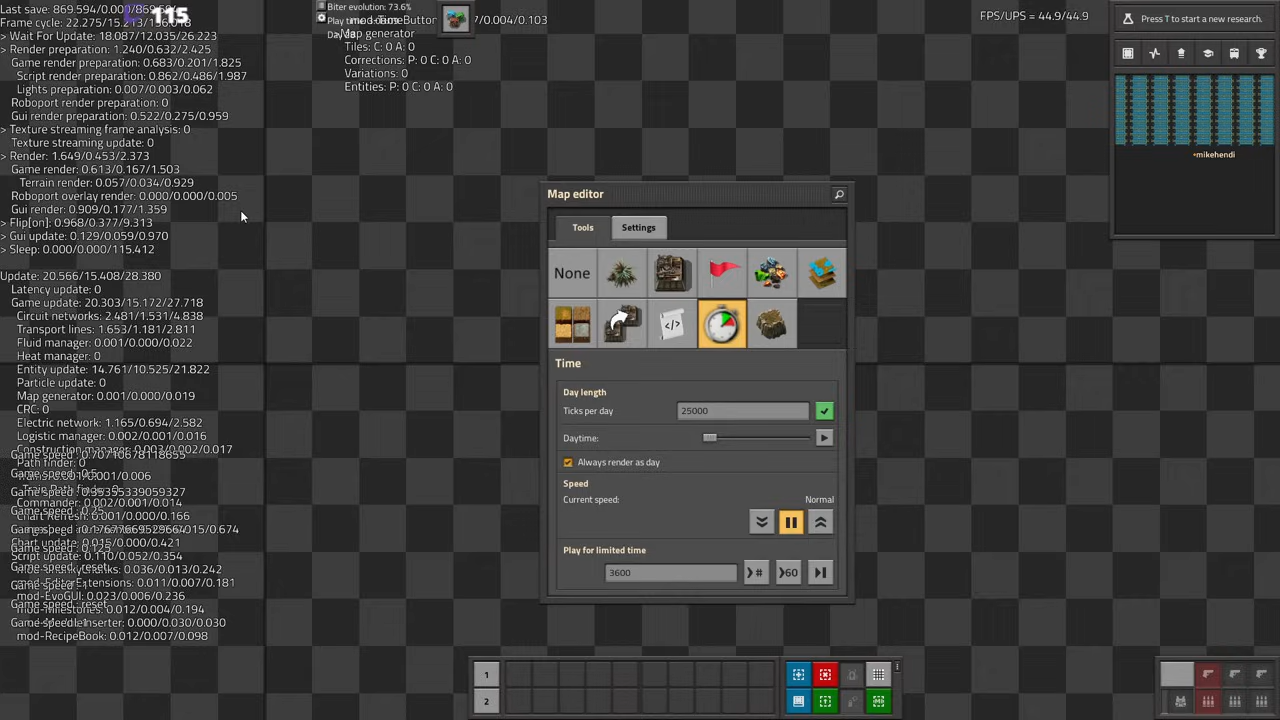 Last save: 869.594/0.000/869.594
115
Frame cycle: 22.275/15.213/136.018
> Wait For Update: 18.087/12.035/26.223
> Render preparation: 1.240/0.632/2.425
Game render preparation: 0.683/0.201/1.825
Script render preparation: 0.862/0.486/1.987
Lights preparation: 0.007/0.003/0.062
Roboport render preparation: 0
Gui render preparation: 0.522/0.275/0.959
> Texture streaming frame analysis: 0
Texture streaming update: 0
> Render: 1.649/0.453/2.373
Game render: 0.613/0.167/1.503
Terrain render: 0.057/0.034/0.929
Roboport overlay render: 0.000/0.000/0.005
Gui render: 0.909/0.177/1.359
> Flip[on]: 0.968/0.377/9.313
> Gui update: 0.129/0.059/0.970
> Sleep: 0.000/0.000/115.412
Update: 20.566/15.408/28.380
Latency update: 0
Game update: 20.303/15.172/27.718
Circuit networks: 2.481/1.531/4.838
Transport lines: 1.653/1.181/2.811
Fluid manager: 0.001/0.000/0.022
Heat manager: 0
Entity update: 14.761/10.525/21.822
Particle update: 0
Map generator: 0.001/0.000/0.019
CRC: 0
Electric network: 1.165/0.694/2.582
Logistic manager: 0.002/0.001/0.016
Construction manager: 0.003/0.002/0.017
Path finder: 0
Commander: 0.002/0.001/0.014
Chart Refresh: 0.001/0.000/0.166
Chart update: 0.015/0.000/0.421
Script update: 0.110/0.052/0.354
mod-EditorExtensions: 0.011/0.007/0.181
mod-EvoGUI: 0.023/0.006/0.236
mod-Milestones: 0.012/0.004/0.194
mod-RecipeBook: 0.012/0.007/0.098
Biter evolution: 73.6%
Play time
mod-TimeButton
7/0.004/0.103
Map generator
Tiles: C: 0 A: 0
Corrections: P: 0 C: 0 A: 0
Variations: 0
Entities: P: 0 C: 0 A: 0
FPS/UPS = 44.9/44.9
Press T to start a new research.
mikehendi
Map editor
Tools
Settings
None
Time
Day length
Ticks per day
25000
Daytime:
Always render as day
Speed
Current speed:
Normal
Play for limited time
3600
#
60
1
2